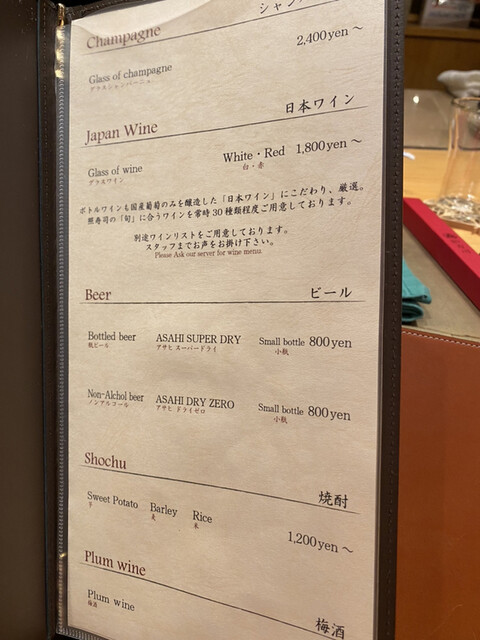 Champagne シャンパ
2,400yen～
Glass of champagne
グラスシャンパーニュ
Japan Wine 日本ワイン
Glass of wine White・Red 1,800yen～
グラスワイン 白・赤
ボトルワインも国産葡萄のみを醸造した「日本ワイン」にこだわり、厳選。
照寿司の「旬」に合うワインを常時30種類程度ご用意しております。
別途ワインリストをご用意しております。
スタッフまでお声をお掛け下さい。
Please Ask our server for wine menu
Beer ビール
Bottled beer ASAHI SUPER DRY Small bottle 800yen
瓶ビール アサヒ スーパードライ 小瓶
Non-Alchol beer ASAHI DRY ZERO Small bottle 800yen
ノンアルコール アサヒ ドライゼロ 小瓶
Shochu 焼酎
Sweet Potato Barley Rice 1,200yen～
芋 麦 米
Plum wine 梅酒
Plum wine
梅酒